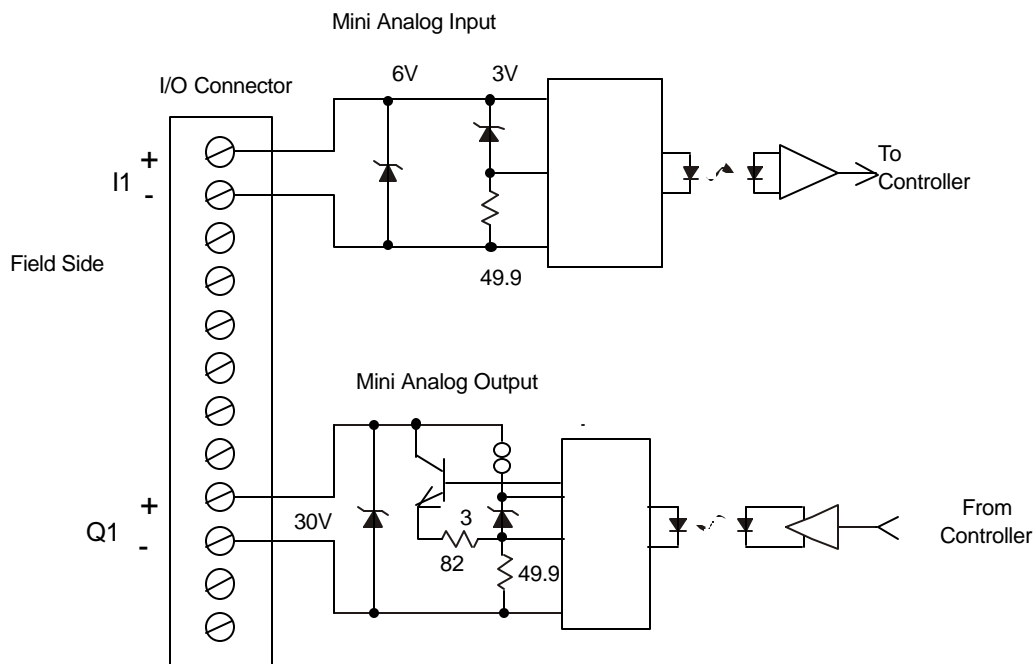 Mini Analog Input
6V 3V
I/O Connector
+
I1
-
To
Controller
Field Side
49.9
Mini Analog Output
-
+
Q1
-
30V
3
82
49.9
From
Controller